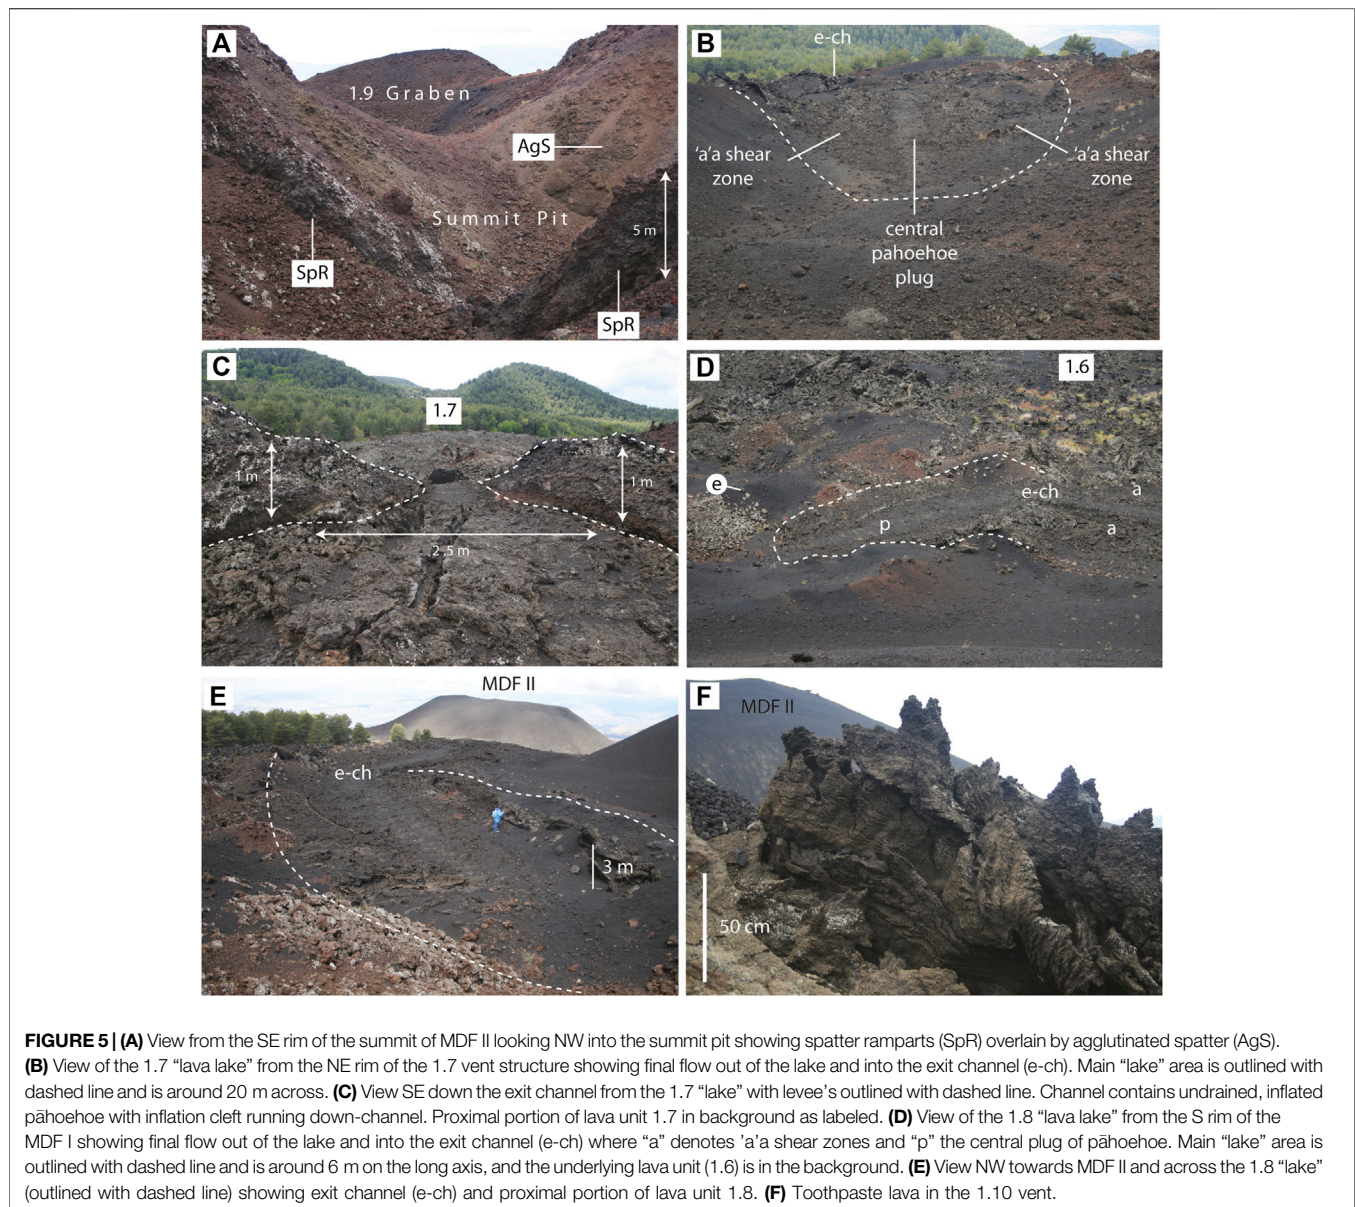 A
1.9 Graben
AgS
Summit Pit
5 m
SpR
SpR
B
e-ch
'a'a shear
zone
'a'a shear
zone
central
pahoehoe
plug
C
1.7
1 m
1 m
2.5 m
D
1.6
e
e-ch
a
p
a
E
MDF II
e-ch
3 m
F
MDF II
50 cm
FIGURE 5 | (A) View from the SE rim of the summit of MDF II looking NW into the summit pit showing spatter ramparts (SpR) overlain by agglutinated spatter (AgS).
(B) View of the 1.7 “lava lake” from the NE rim of the 1.7 vent structure showing final flow out of the lake and into the exit channel (e-ch). Main “lake” area is outlined with
dashed line and is around 20 m across. (C) View SE down the exit channel from the 1.7 “lake” with levee’s outlined with dashed line. Channel contains undrained, inflated
pāhoehoe with inflation cleft running down-channel. Proximal portion of lava unit 1.7 in background as labeled. (D) View of the 1.8 “lava lake” from the S rim of the
MDF I showing final flow out of the lake and into the exit channel (e-ch) where “a” denotes ’a’a shear zones and “p” the central plug of pāhoehoe. Main “lake” area is
outlined with dashed line and is around 6 m on the long axis, and the underlying lava unit (1.6) is in the background. (E) View NW towards MDF II and across the 1.8 “lake”
(outlined with dashed line) showing exit channel (e-ch) and proximal portion of lava unit 1.8. (F) Toothpaste lava in the 1.10 vent.